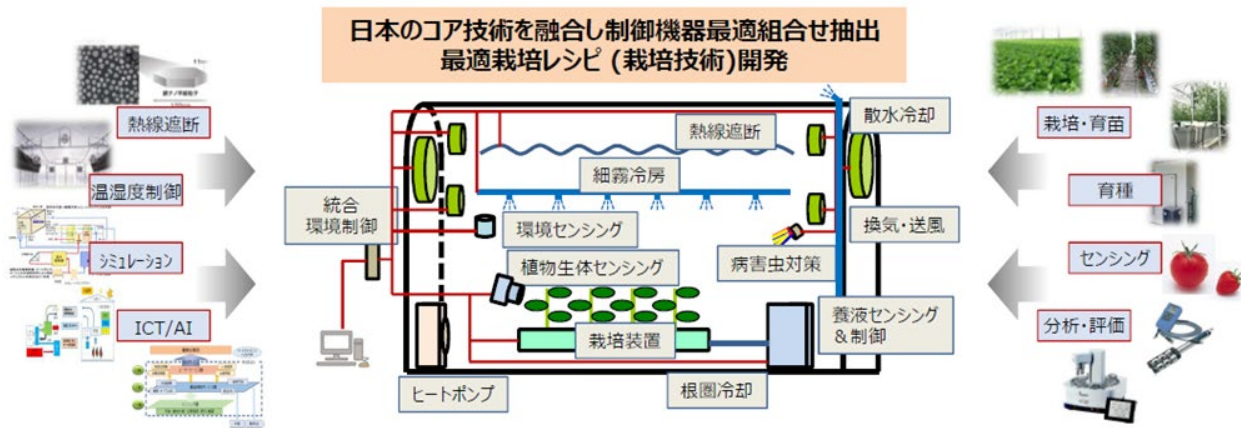 日本のコア技術を融合し制御機器最適組合せ抽出
最適栽培レシピ (栽培技術)開発
熱線遮断
温湿度制御
シミュレーション
ICT/AI
統合
環境制御
熱線遮断
細霧冷房
環境センシング
植物生体センシング
栽培装置
ヒートポンプ
根圏冷却
病害虫対策
散水冷却
換気・送風
養液センシング
&制御
栽培・育苗
育種
センシング
分析・評価